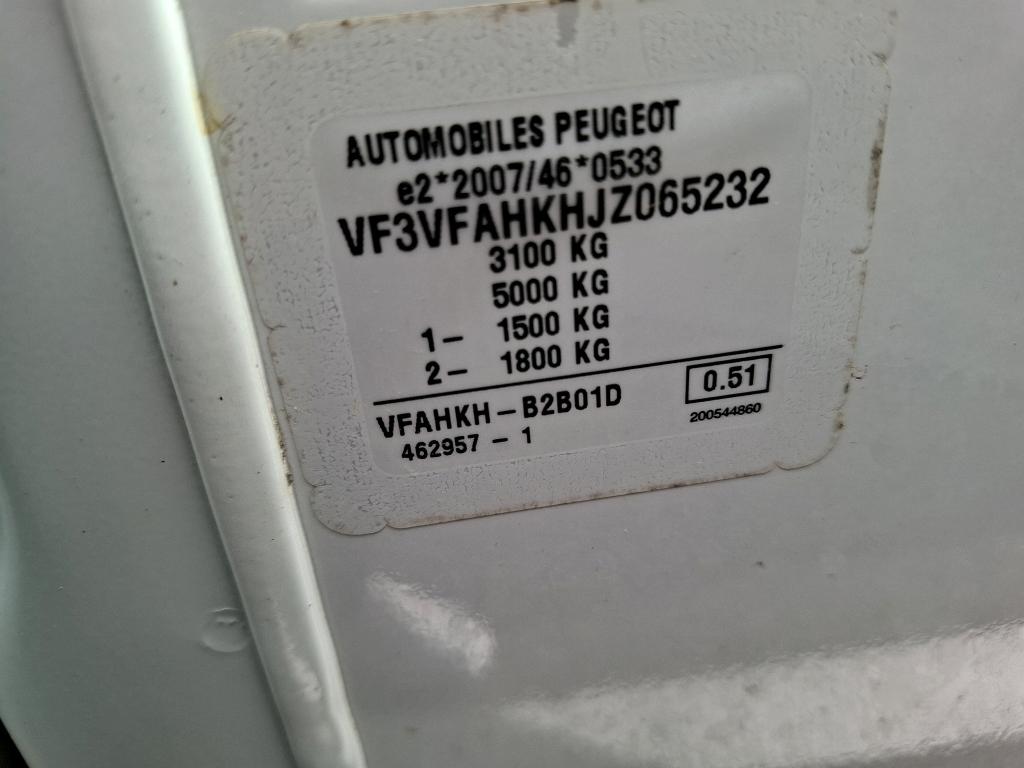 AUTOMOBILES PEUGEOT
e2*2007/46*0533
VF3VFAHKHJZ065232
3100 KG
5000 KG
1- 1500 KG
2- 1800 KG
VFAHKH-B2B01D
0.51
462957-1
200544860